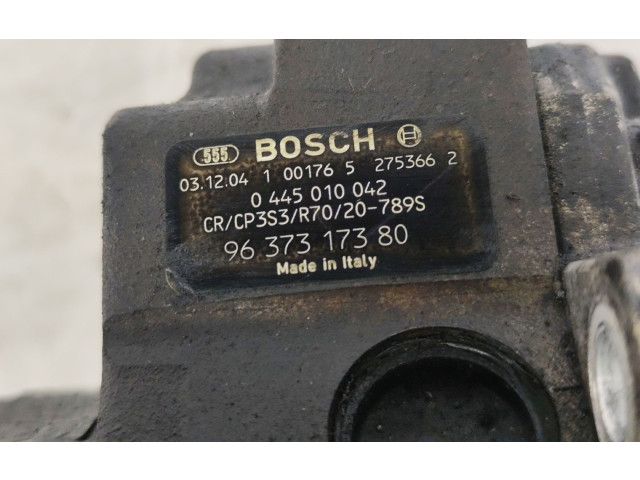 555 BOSCH
03.12.04 1 00176 5 275366 2
0 445 010 042
CR/CP3S3/R70/20-789S
96 373 173 80
Made in Italy